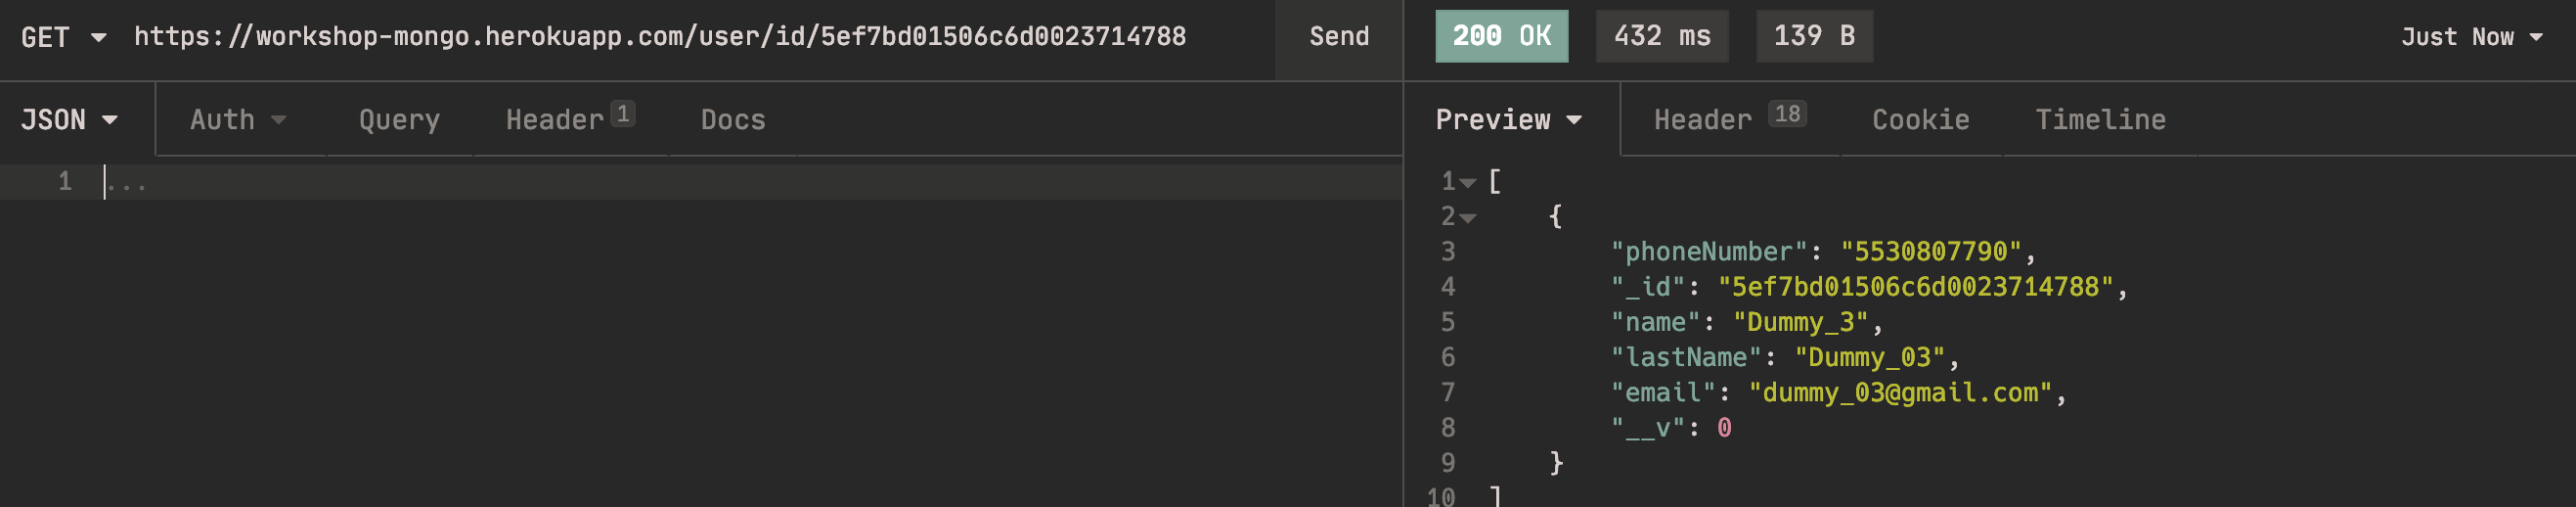 GET https://workshop-mongo.herokuapp.com/user/id/5ef7bd01506c6d0023714788 Send
200 OK 432 ms 139 B Just Now
JSON Auth Query Header 1 Docs
Preview Header 18 Cookie Timeline
1 ...
1 [
2 {
3 "phoneNumber": "5530807790",
4 "_id": "5ef7bd01506c6d0023714788",
5 "name": "Dummy_3",
6 "lastName": "Dummy_03",
7 "email": "dummy_03@gmail.com",
8 "__v": 0
9 }
10 ]